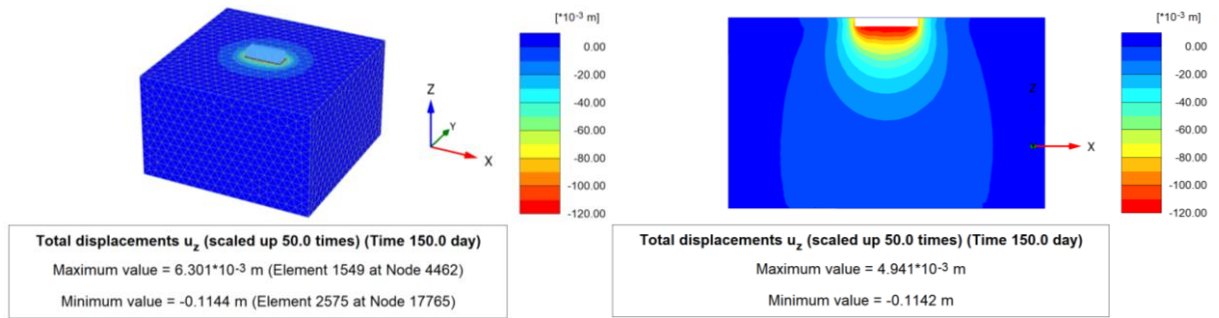 [*10-3 m]
0.00
-20.00
-40.00
-60.00
-80.00
-100.00
-120.00
Z
Y
X
Total displacements uz (scaled up 50.0 times) (Time 150.0 day)
Maximum value = 6.301*10-3 m (Element 1549 at Node 4462)
Minimum value = -0.1144 m (Element 2575 at Node 17765)
[*10-3 m]
0.00
-20.00
-40.00
-60.00
-80.00
-100.00
-120.00
Z
X
Total displacements uz (scaled up 50.0 times) (Time 150.0 day)
Maximum value = 4.941*10-3 m
Minimum value = -0.1142 m